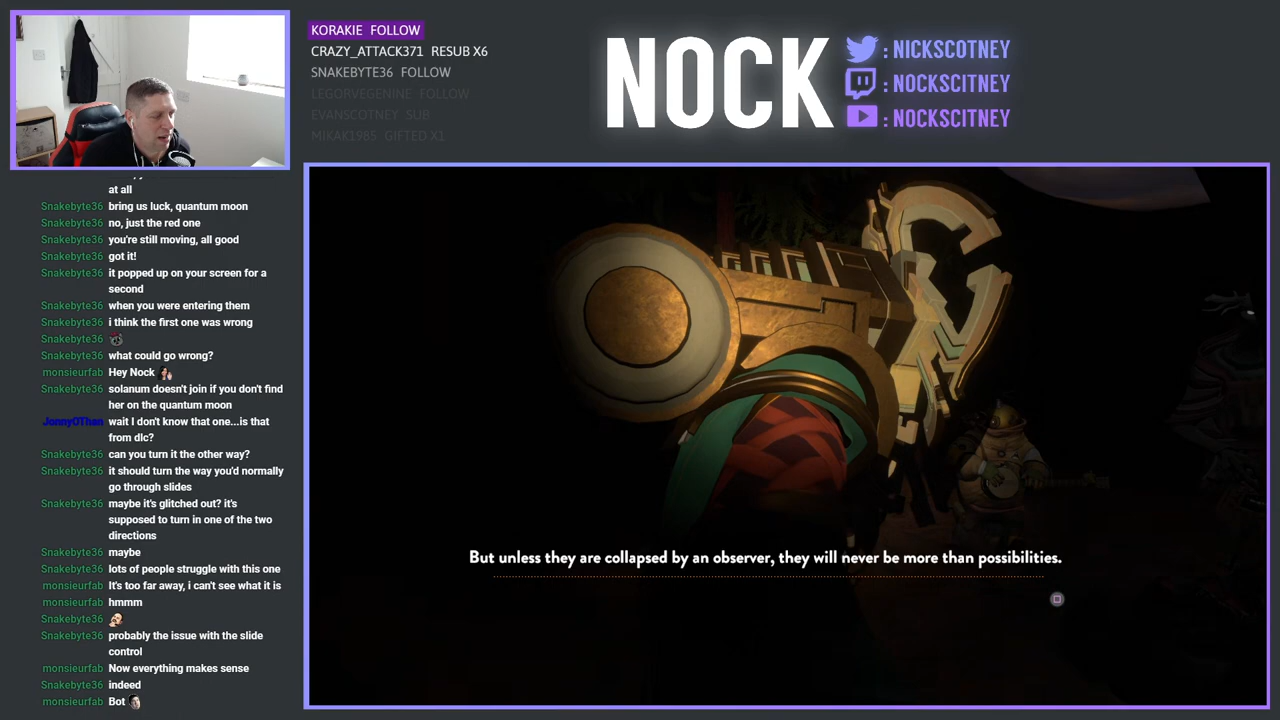 KORAKIE FOLLOW
CRAZY_ATTACK371 RESUB X6
SNAKEBYTE36 FOLLOW
LEGORVEGENINE FOLLOW
EVANSCOTNEY SUB
MIKAK1985 GIFTED X1
NOCK
: NICKSCOTNEY
: NOCKSCITNEY
: NOCKSCITNEY
at all
Snakebyte36 bring us luck, quantum moon
Snakebyte36 no, just the red one
Snakebyte36 you're still moving, all good
Snakebyte36 got it!
Snakebyte36 it popped up on your screen for a
second
Snakebyte36 when you were entering them
Snakebyte36 i think the first one was wrong
Snakebyte36
Snakebyte36 what could go wrong?
monsieurfab Hey Nock
Snakebyte36 solanum doesn't join if you don't find
her on the quantum moon
JonnyOThan wait I don't know that one...is that
from dlc?
Snakebyte36 can you turn it the other way?
Snakebyte36 it should turn the way you'd normally
go through slides
Snakebyte36 maybe it's glitched out? it's
supposed to turn in one of the two
directions
Snakebyte36 maybe
Snakebyte36 lots of people struggle with this one
monsieurfab It's too far away, i can't see what it is
monsieurfab hmmm
Snakebyte36
Snakebyte36 probably the issue with the slide
control
monsieurfab Now everything makes sense
Snakebyte36 indeed
monsieurfab Bot
But unless they are collapsed by an observer, they will never be more than possibilities.